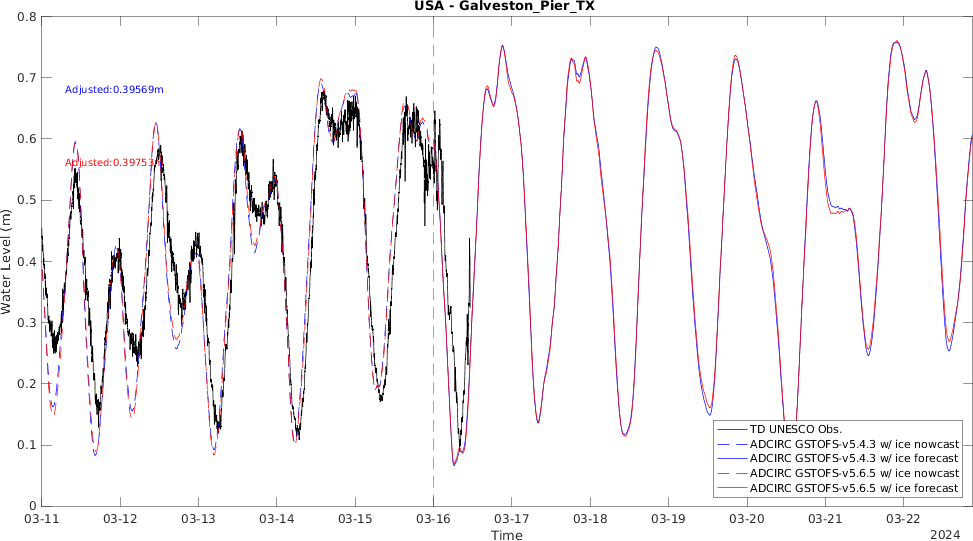 USA - Galveston_Pier_TX
0.8
0.7
0.6
0.5
0.4
0.3
0.2
0.1
0
Water Level (m)
Adjusted:0.39569m
Adjusted:0.39753
TD UNESCO Obs.
ADCIRC GSTOFS-v5.4.3 w/ ice nowcast
ADCIRC GSTOFS-v5.4.3 w/ ice forecast
ADCIRC GSTOFS-v5.6.5 w/ ice nowcast
ADCIRC GSTOFS-v5.6.5 w/ ice forecast
03-11 03-12 03-13 03-14 03-15 03-16 03-17 03-18 03-19 03-20 03-21 03-22
Time
2024